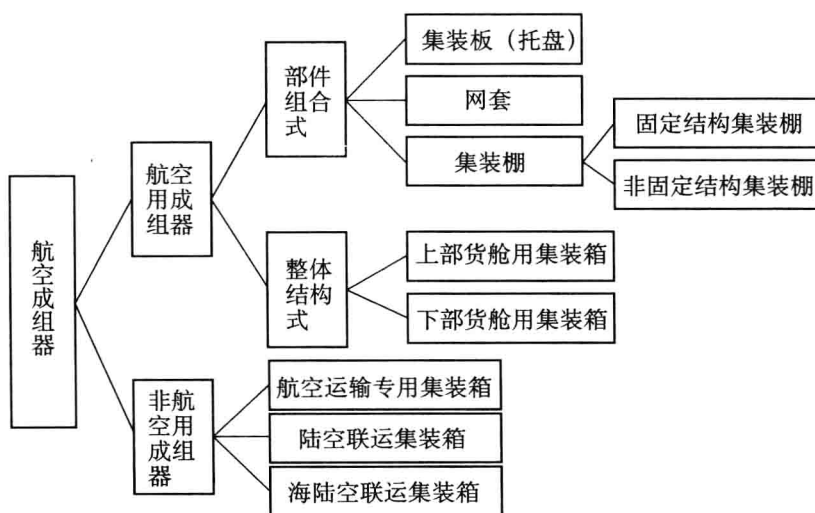 航空成组器
航空
用成
组器
非航
空用
成组
器
部件
组合
式
整体
结构
式
集装板（托盘）
网套
集装棚
固定结构集装棚
非固定结构集装棚
上部货舱用集装箱
下部货舱用集装箱
航空运输专用集装箱
陆空联运集装箱
海陆空联运集装箱